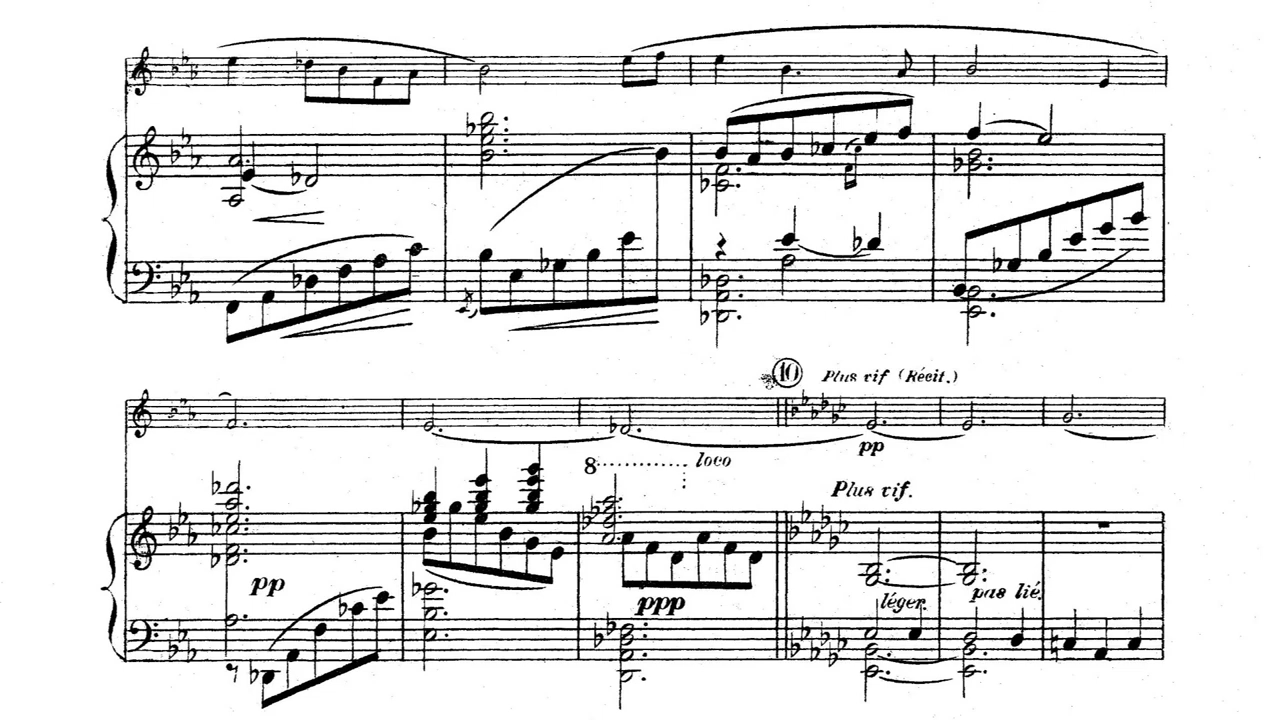 10 Plus vif (Récit.)
pp
8 loco
Plus vif.
pp
léger. pas lié.
ppp